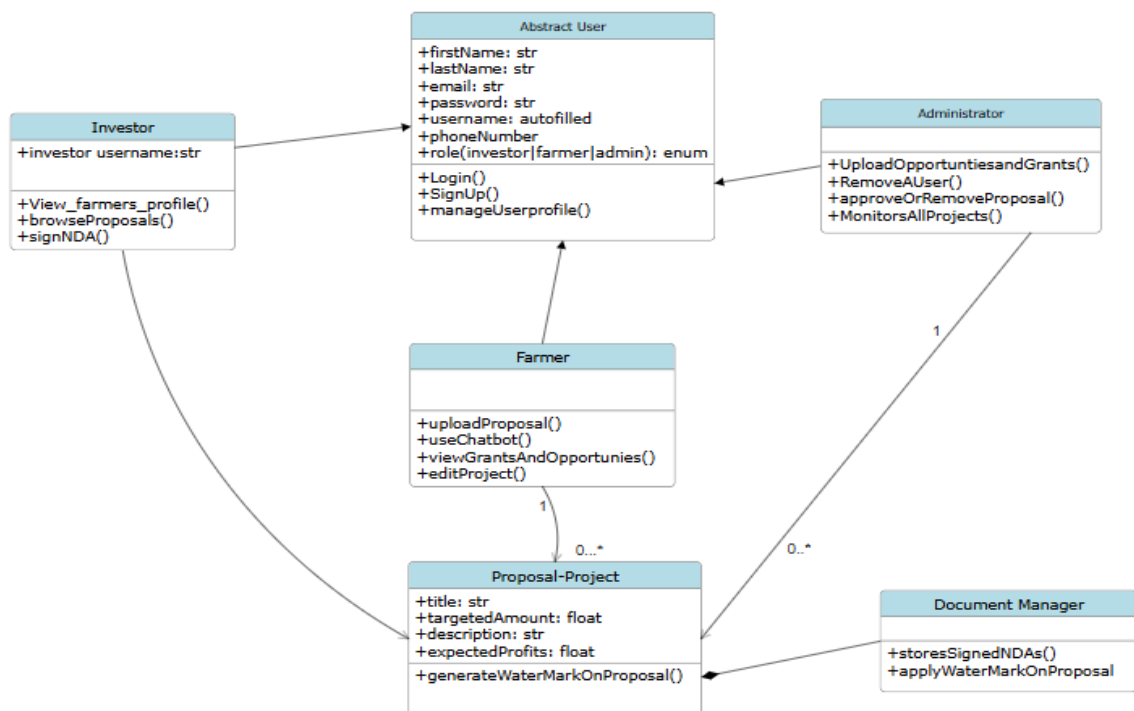 Abstract User
+firstName: str
+lastName: str
+email: str
+password: str
+username: autofilled
+phoneNumber
+role(investor|farmer|admin): enum
+Login()
+SignUp()
+manageUserprofile()
Investor
+investor username:str
+View_farmers_profile()
+browseProposals()
+signNDA()
Administrator
+UploadOpportuntiesandGrants()
+RemoveAUser()
+approveOrRemoveProposal()
+MonitorsAllProjects()
1
Farmer
+uploadProposal()
+useChatbot()
+viewGrantsAndOpportunies()
+editProject()
1
0...*
0..*
Proposal-Project
+title: str
+targetedAmount: float
+description: str
+expectedProfits: float
+generateWaterMarkOnProposal()
Document Manager
+storesSignedNDAs()
+applyWaterMarkOnProposal